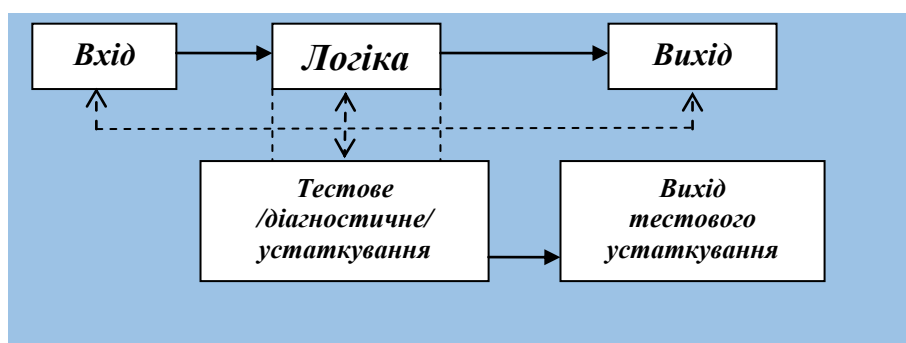 Вхід
Логіка
Вихід
Тестове
/діагностичне/
устаткування
Вихід
тестового
устаткування